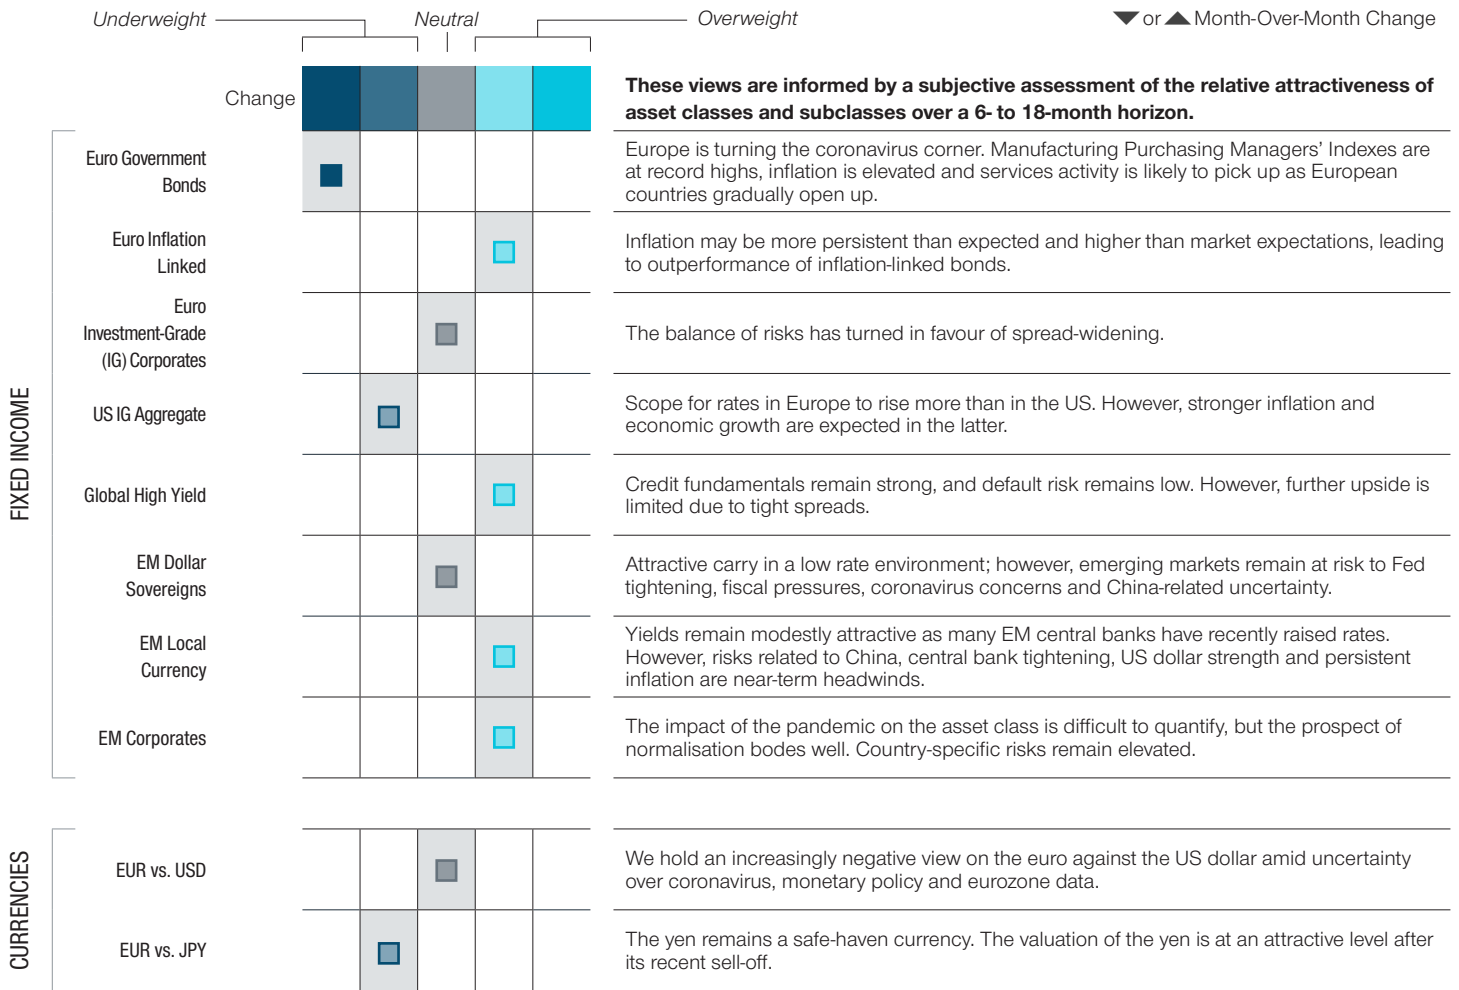 Underweight
Neutral
Overweight
▼ or ▲ Month-Over-Month Change
Change
These views are informed by a subjective assessment of the relative attractiveness of
asset classes and subclasses over a 6- to 18-month horizon.
FIXED INCOME
Euro Government
Bonds
Europe is turning the coronavirus corner. Manufacturing Purchasing Managers' Indexes are
at record highs, inflation is elevated and services activity is likely to pick up as European
countries gradually open up.
Euro Inflation
Linked
Inflation may be more persistent than expected and higher than market expectations, leading
to outperformance of inflation-linked bonds.
Euro
Investment-Grade
(IG) Corporates
The balance of risks has turned in favour of spread-widening.
US IG Aggregate
Scope for rates in Europe to rise more than in the US. However, stronger inflation and
economic growth are expected in the latter.
Global High Yield
Credit fundamentals remain strong, and default risk remains low. However, further upside is
limited due to tight spreads.
EM Dollar
Sovereigns
Attractive carry in a low rate environment; however, emerging markets remain at risk to Fed
tightening, fiscal pressures, coronavirus concerns and China-related uncertainty.
EM Local
Currency
Yields remain modestly attractive as many EM central banks have recently raised rates.
However, risks related to China, central bank tightening, US dollar strength and persistent
inflation are near-term headwinds.
EM Corporates
The impact of the pandemic on the asset class is difficult to quantify, but the prospect of
normalisation bodes well. Country-specific risks remain elevated.
CURRENCIES
EUR vs. USD
We hold an increasingly negative view on the euro against the US dollar amid uncertainty
over coronavirus, monetary policy and eurozone data.
EUR vs. JPY
The yen remains a safe-haven currency. The valuation of the yen is at an attractive level after
its recent sell-off.